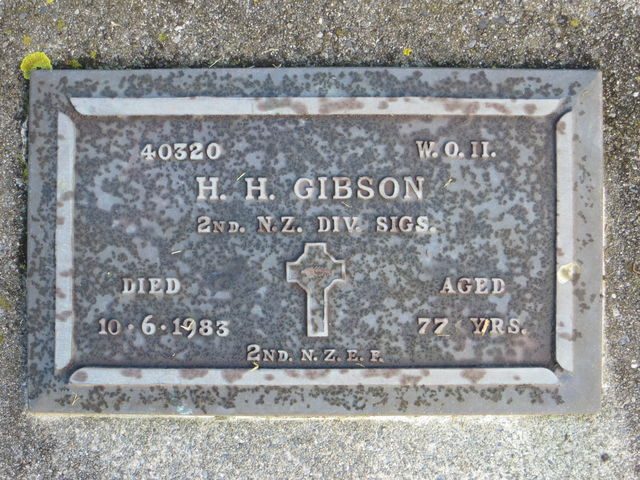 40320 W.O.II.
H. H. GIBSON
2ND. N.Z. DIV. SIGS.
DIED AGED
10·6·1983 77 YRS.
2ND. N.Z.E.F.